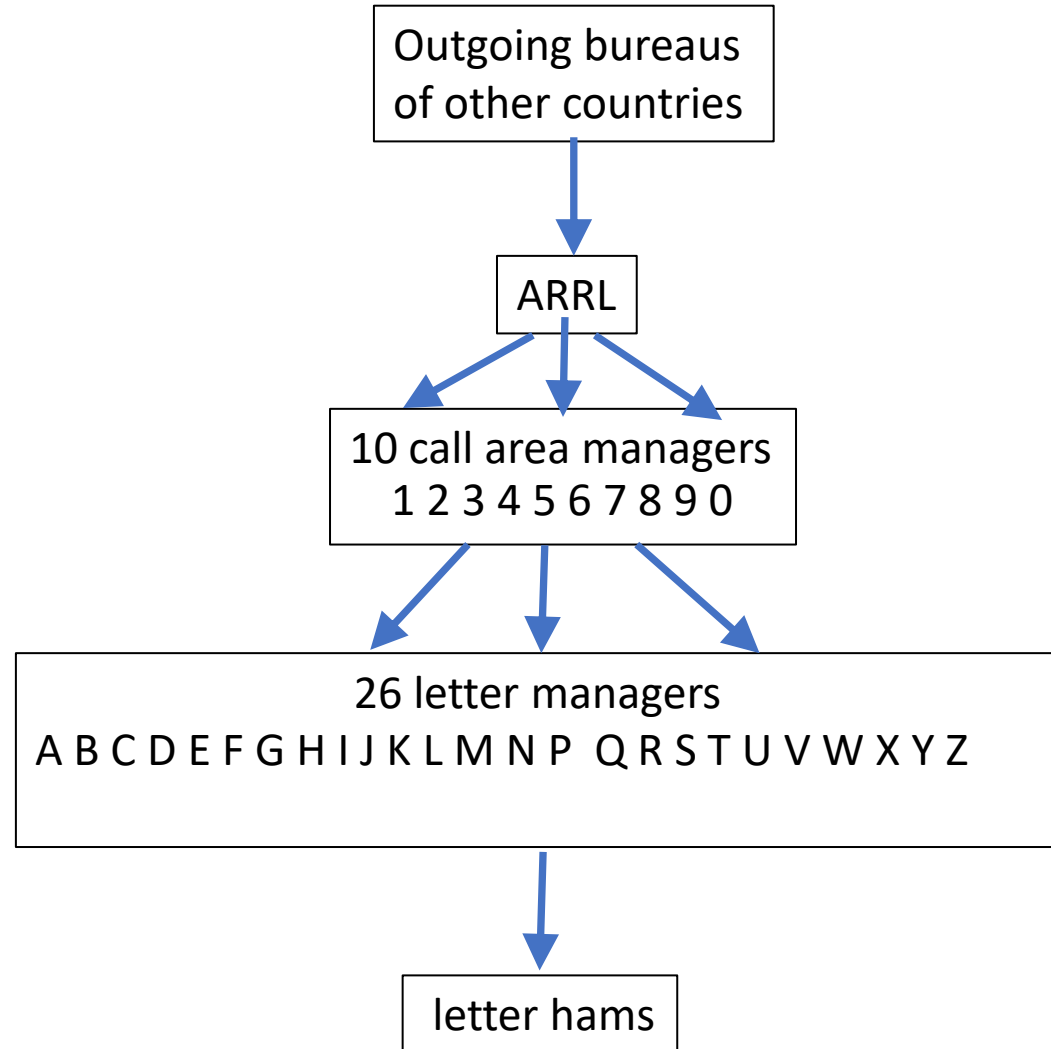 Outgoing bureaus
of other countries
ARRL
10 call area managers
1 2 3 4 5 6 7 8 9 0
26 letter managers
A B C D E F G H I J K L M N P Q R S T U V W X Y Z
letter hams